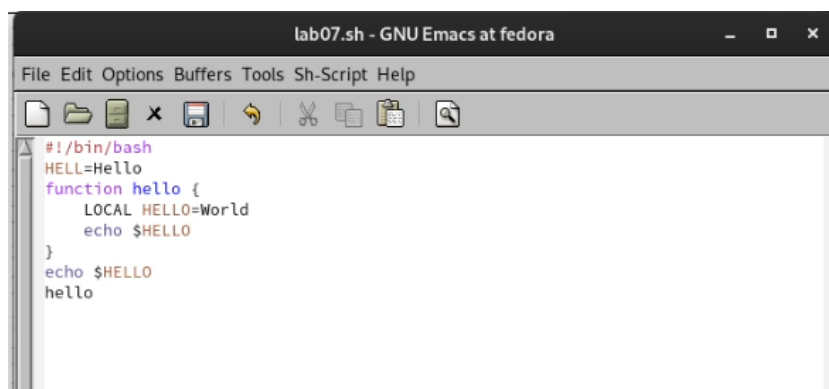 lab07.sh - GNU Emacs at fedora
File Edit Options Buffers Tools Sh-Script Help
#!/bin/bash
HELL=Hello
function hello {
    LOCAL HELLO=World
    echo $HELLO
}
echo $HELLO
hello